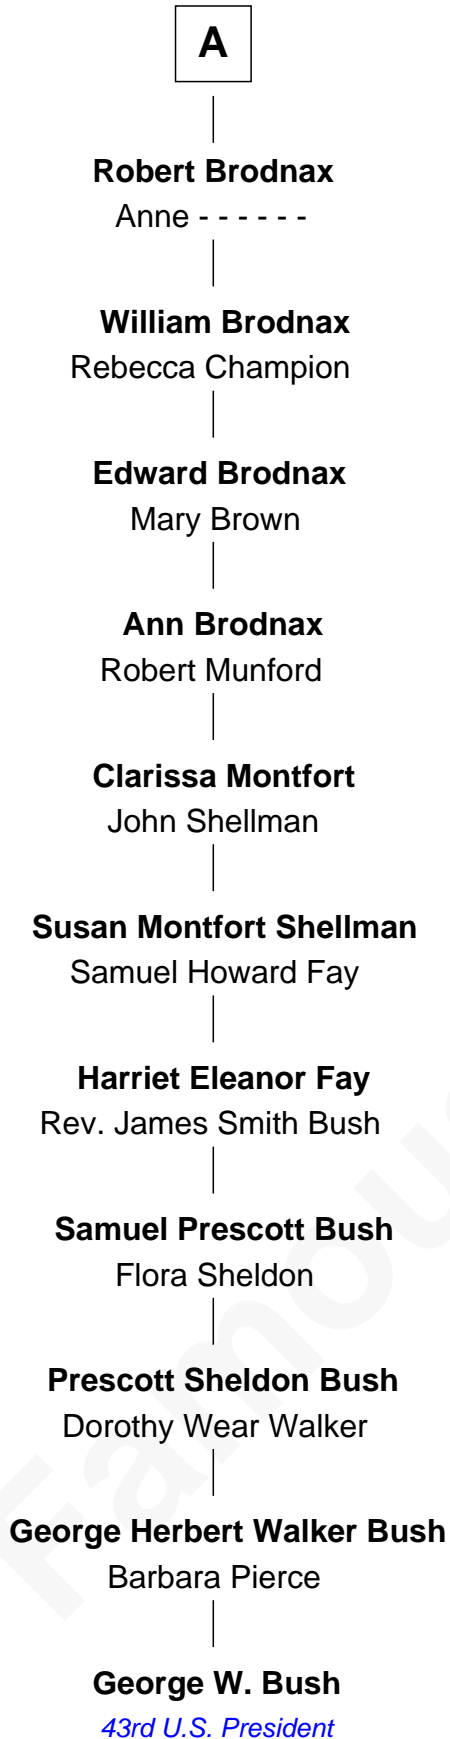 A
Robert Brodnax
Anne - - - - - -
William Brodnax
Rebecca Champion
Edward Brodnax
Mary Brown
Ann Brodnax
Robert Munford
Clarissa Montfort
John Shellman
Susan Montfort Shellman
Samuel Howard Fay
Harriet Eleanor Fay
Rev. James Smith Bush
Samuel Prescott Bush
Flora Sheldon
Prescott Sheldon Bush
Dorothy Wear Walker
George Herbert Walker Bush
Barbara Pierce
George W. Bush
43rd U.S. President